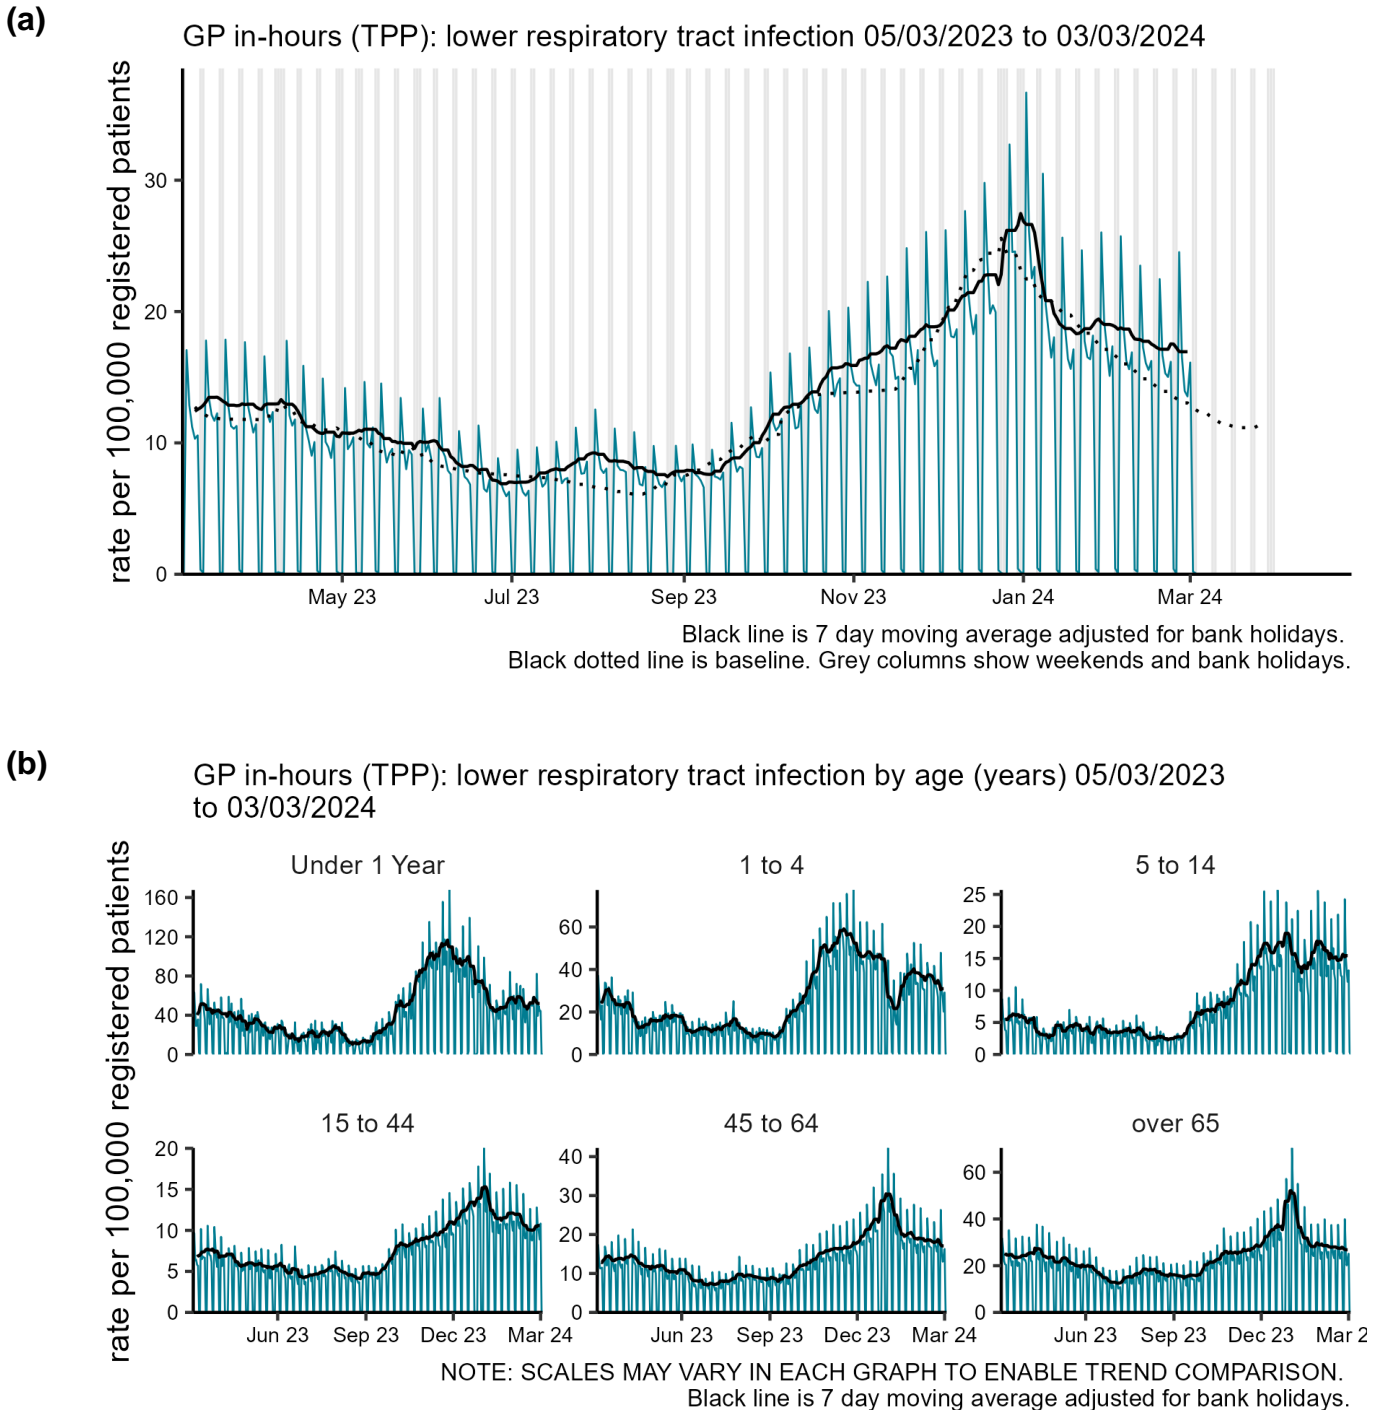 (a)
GP in-hours (TPP): lower respiratory tract infection 05/03/2023 to 03/03/2024
rate per 100,000 registered patients
30
20
10
0
May 23 Jul 23 Sep 23 Nov 23 Jan 24 Mar 24
Black line is 7 day moving average adjusted for bank holidays.
Black dotted line is baseline. Grey columns show weekends and bank holidays.
(b)
GP in-hours (TPP): lower respiratory tract infection by age (years) 05/03/2023
to 03/03/2024
rate per 100,000 registered patients
Under 1 Year
160
120
80
40
0
1 to 4
60
40
20
0
5 to 14
25
20
15
10
5
0
15 to 44
20
15
10
5
0
Jun 23 Sep 23 Dec 23 Mar 24
45 to 64
40
30
20
10
0
Jun 23 Sep 23 Dec 23 Mar 24
over 65
60
40
20
0
Jun 23 Sep 23 Dec 23 Mar 2
NOTE: SCALES MAY VARY IN EACH GRAPH TO ENABLE TREND COMPARISON.
Black line is 7 day moving average adjusted for bank holidays.